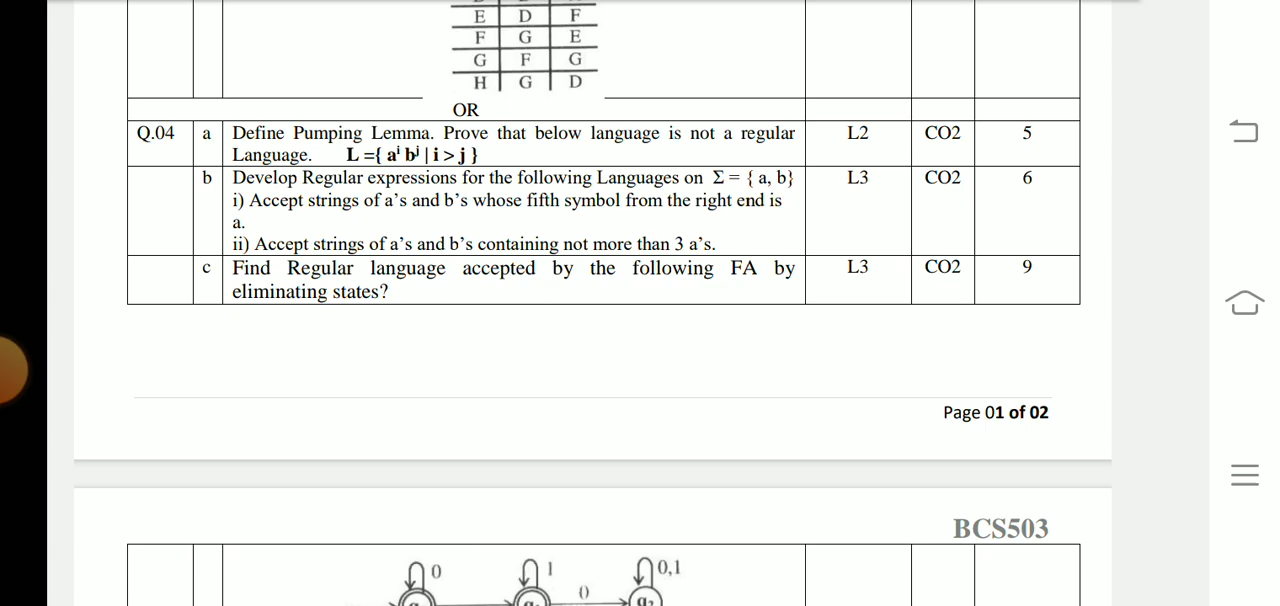 E D F
F G E
G F G
H G D
OR
Q.04 a Define Pumping Lemma. Prove that below language is not a regular L2 CO2 5
Language. L ={ aⁱ bʲ | i > j }
b Develop Regular expressions for the following Languages on Σ = { a, b} L3 CO2 6
i) Accept strings of a’s and b’s whose fifth symbol from the right end is
a.
ii) Accept strings of a’s and b’s containing not more than 3 a’s.
c Find Regular language accepted by the following FA by L3 CO2 9
eliminating states?
Page 01 of 02
BCS503
0 1 0,1
0
q₂